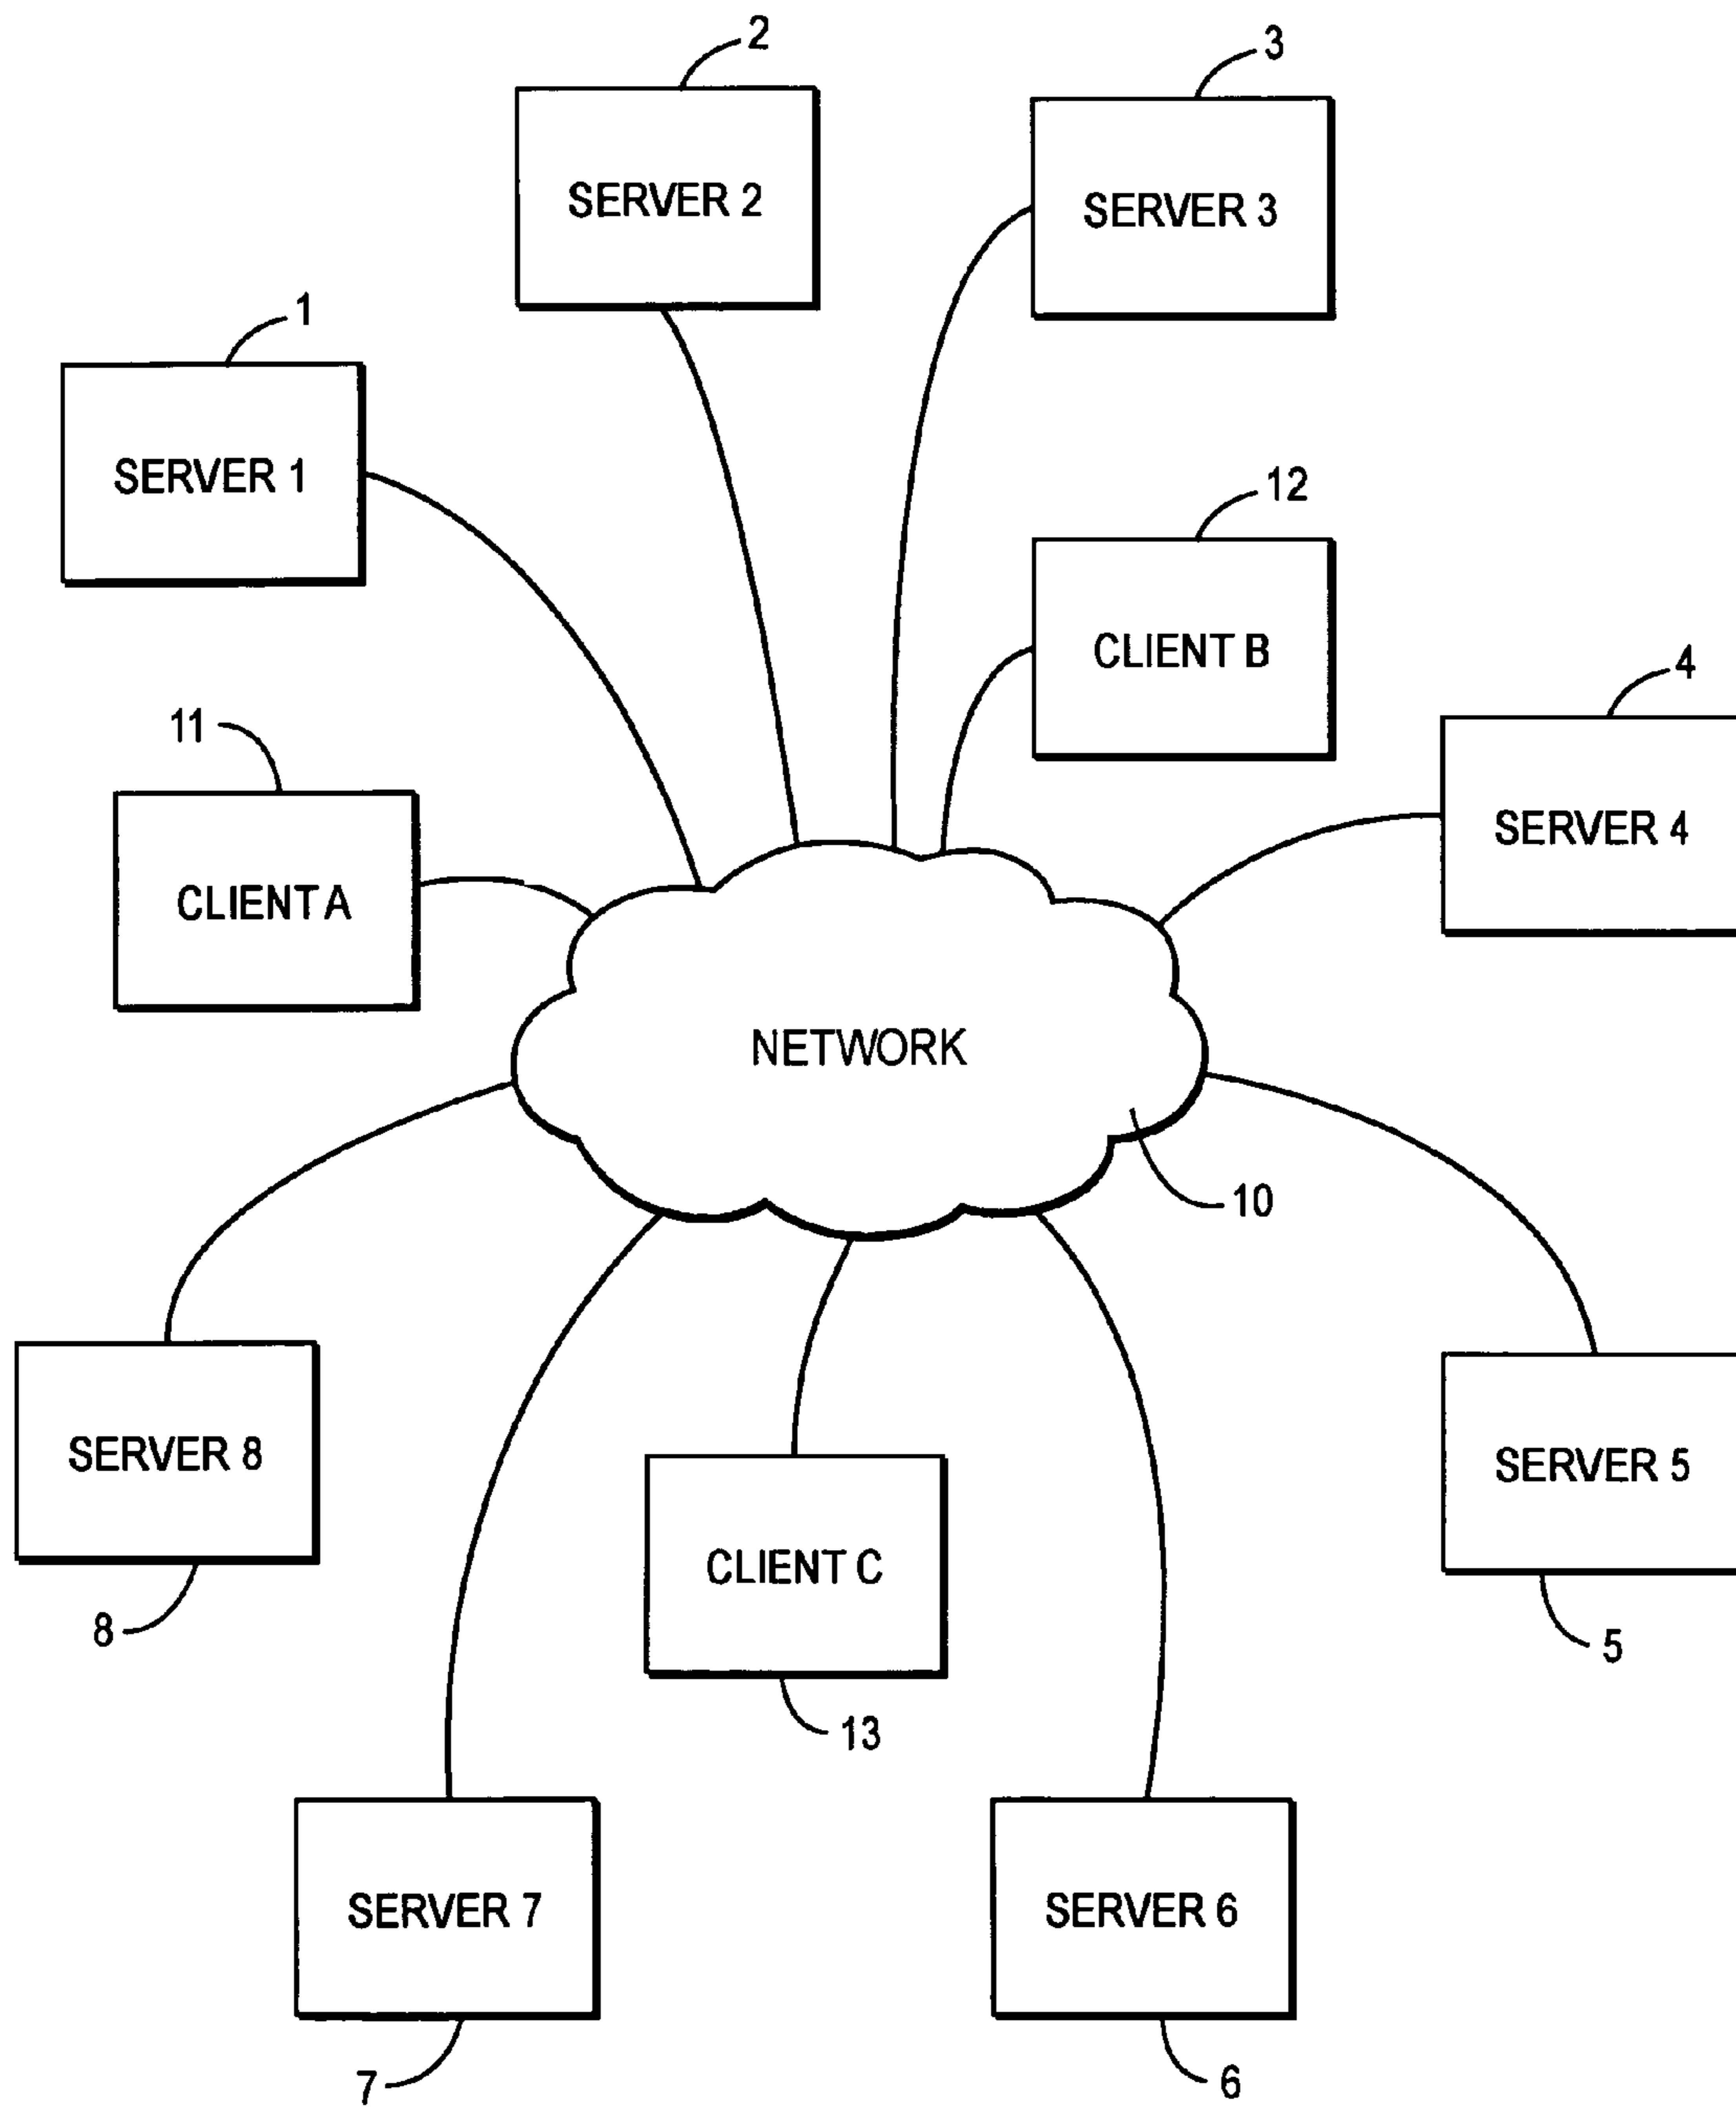 2
3
SERVER 2
SERVER 3
1
SERVER 1
12
CLIENT B
4
11
SERVER 4
CLIENT A
NETWORK
10
SERVER 8
SERVER 5
CLIENT C
8
5
13
SERVER 7
SERVER 6
7
6